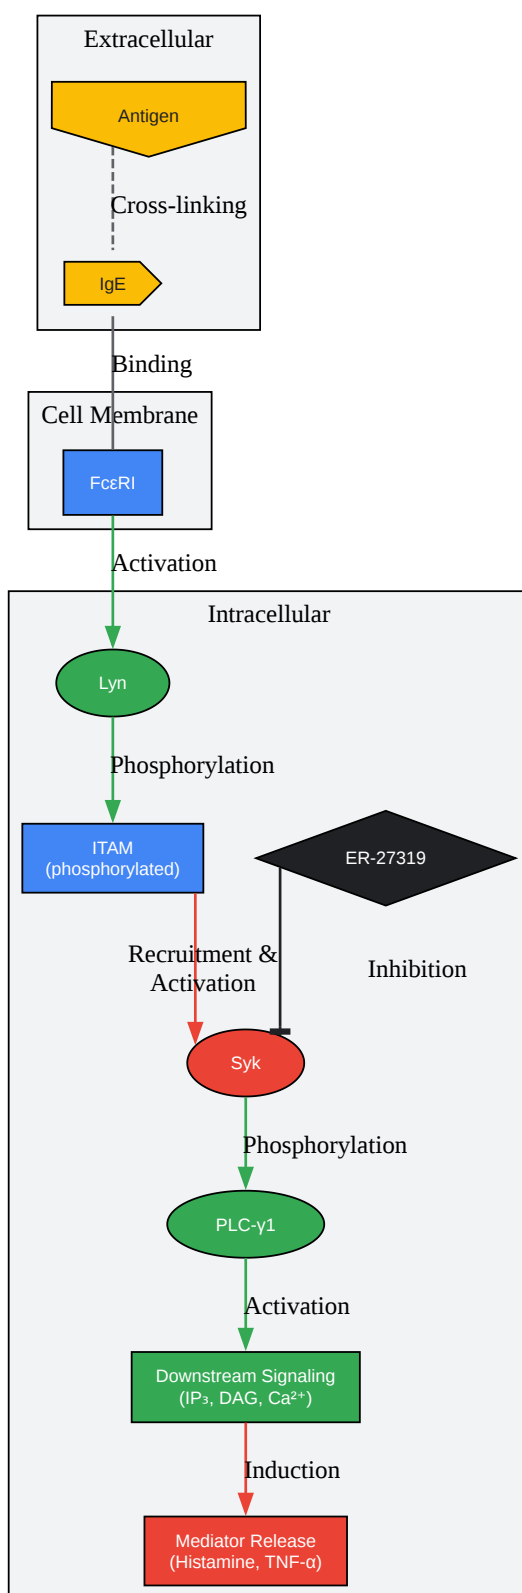 Extracellular
Antigen
Cross-linking
IgE
Binding
Cell Membrane
FcεRI
Activation
Intracellular
Lyn
Phosphorylation
ITAM
(phosphorylated)
ER-27319
Recruitment &
Activation
Inhibition
Syk
Phosphorylation
PLC-γ1
Activation
Downstream Signaling
(IP₃, DAG, Ca²⁺)
Induction
Mediator Release
(Histamine, TNF-α)